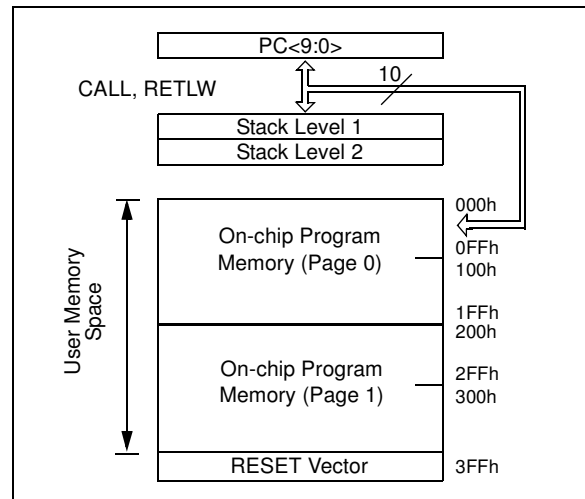 PC<9:0>
CALL, RETLW
10
Stack Level 1
Stack Level 2
User Memory
Space
On-chip Program
Memory (Page 0)
000h
0FFh
100h
1FFh
200h
On-chip Program
Memory (Page 1)
2FFh
300h
RESET Vector
3FFh